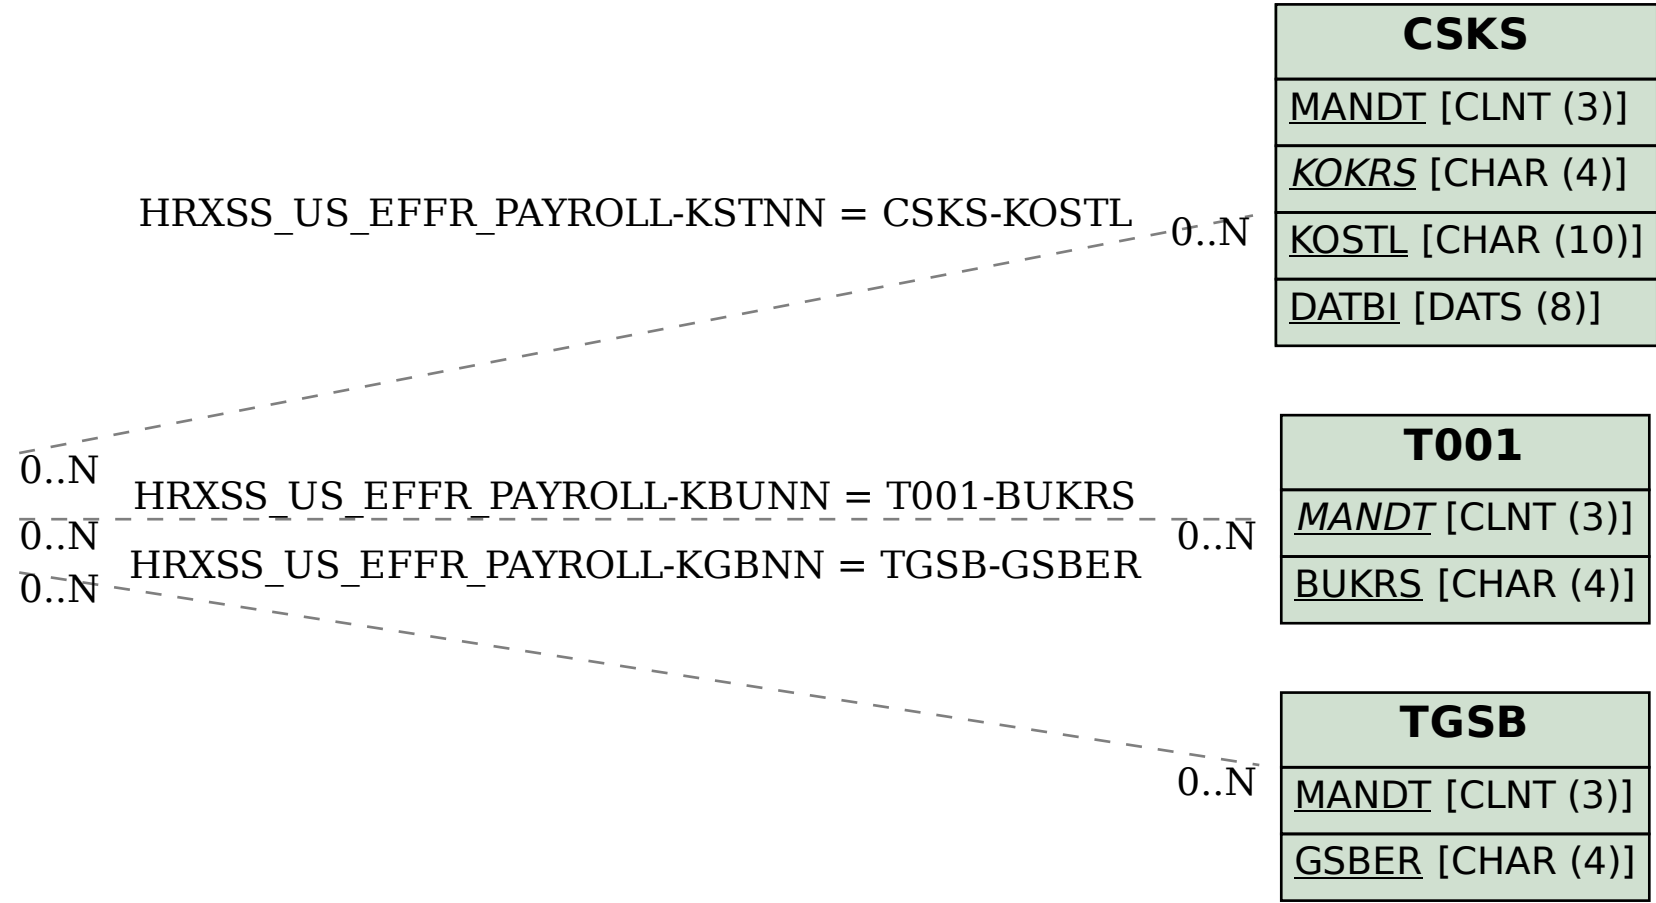 CSKS
MANDT [CLNT (3)]
KOKRS [CHAR (4)]
KOSTL [CHAR (10)]
DATBI [DATS (8)]
HRXSS_US_EFFR_PAYROLL-KSTNN = CSKS-KOSTL
0..N
0..N
T001
MANDT [CLNT (3)]
BUKRS [CHAR (4)]
HRXSS_US_EFFR_PAYROLL-KBUNN = T001-BUKRS
0..N
0..N
HRXSS_US_EFFR_PAYROLL-KGBNN = TGSB-GSBER
0..N
0..N
TGSB
MANDT [CLNT (3)]
GSBER [CHAR (4)]